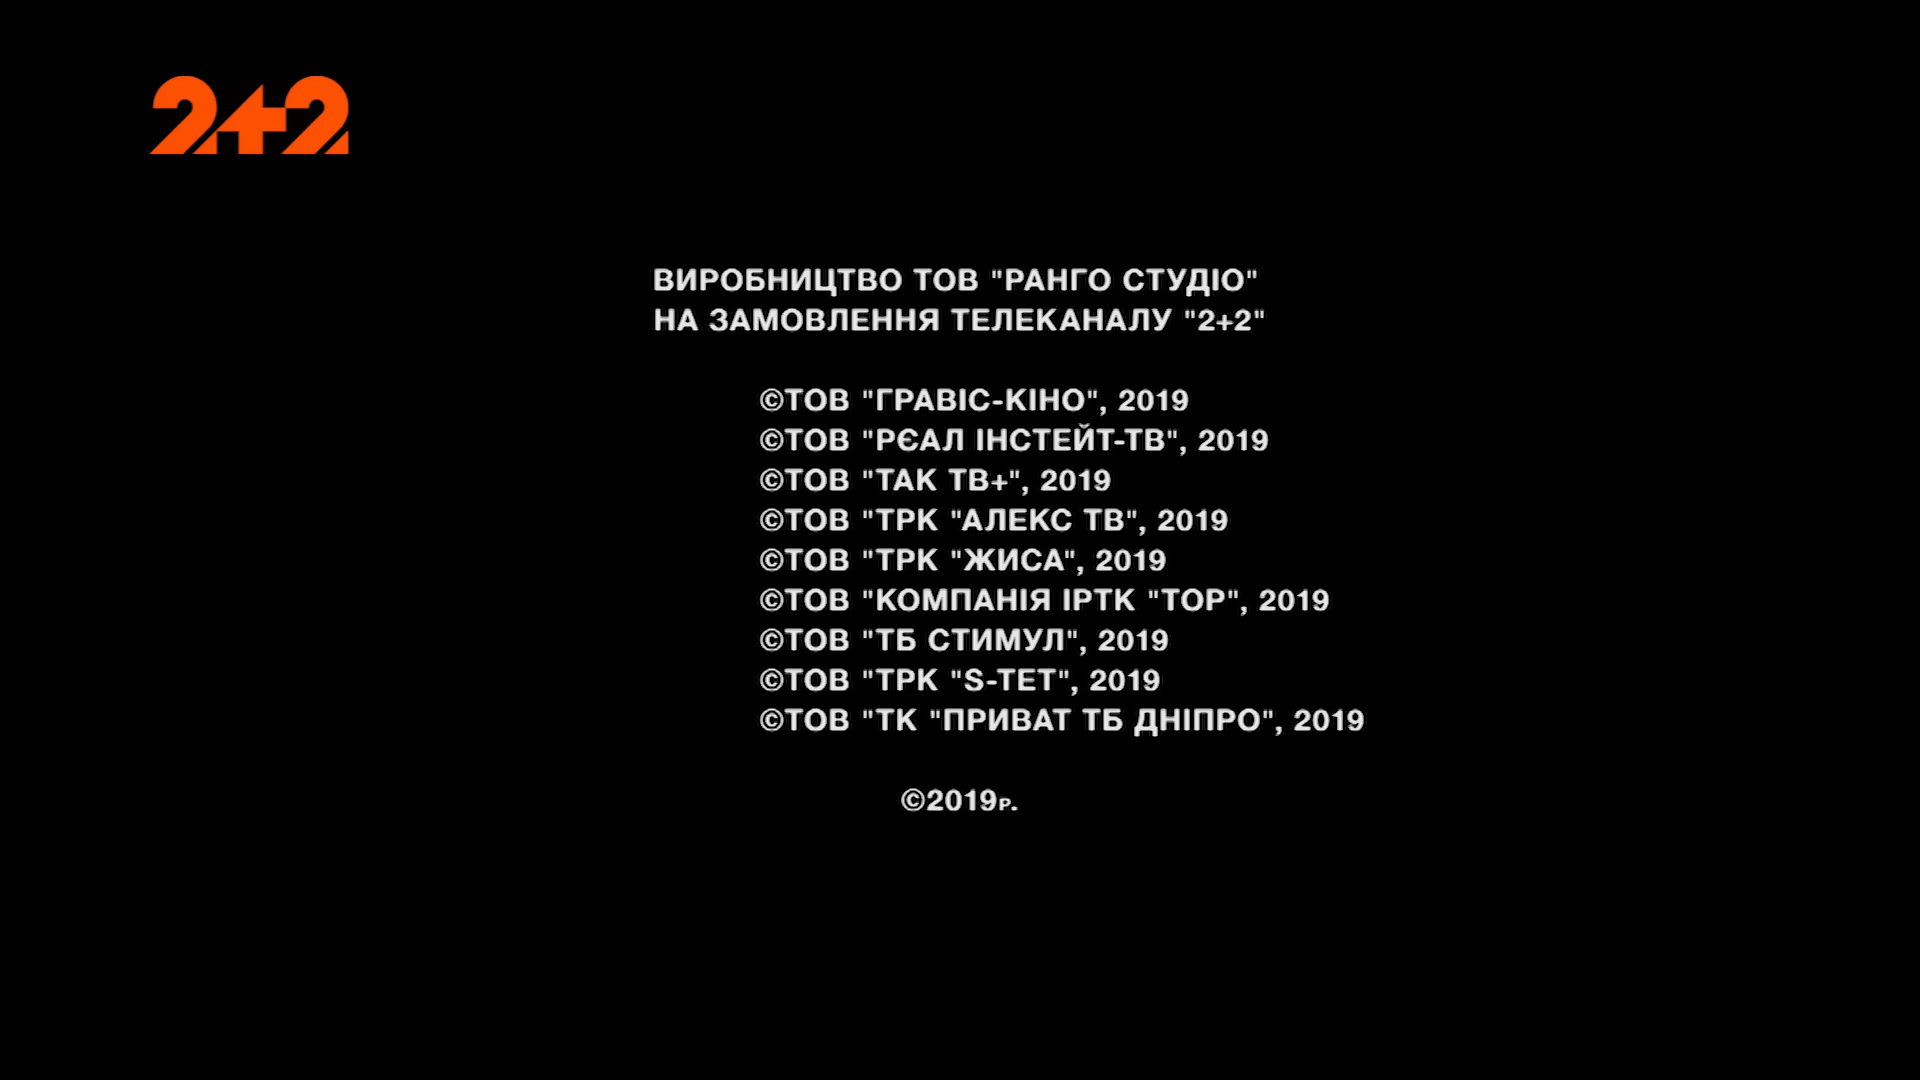 2+2
ВИРОБНИЦТВО ТОВ "РАНГО СТУДІО"
НА ЗАМОВЛЕННЯ ТЕЛЕКАНАЛУ "2+2"
©ТОВ "ГРАВІС-КІНО", 2019
©ТОВ "РЄАЛ ІНСТЕЙТ-ТВ", 2019
©ТОВ "ТАК ТВ+", 2019
©ТОВ "ТРК "АЛЕКС ТВ", 2019
©ТОВ "ТРК "ЖИСА", 2019
©ТОВ "КОМПАНІЯ ІРТК "ТОР", 2019
©ТОВ "ТБ СТИМУЛ", 2019
©ТОВ "ТРК "S-ТЕТ", 2019
©ТОВ "ТК "ПРИВАТ ТБ ДНІПРО", 2019
©2019р.